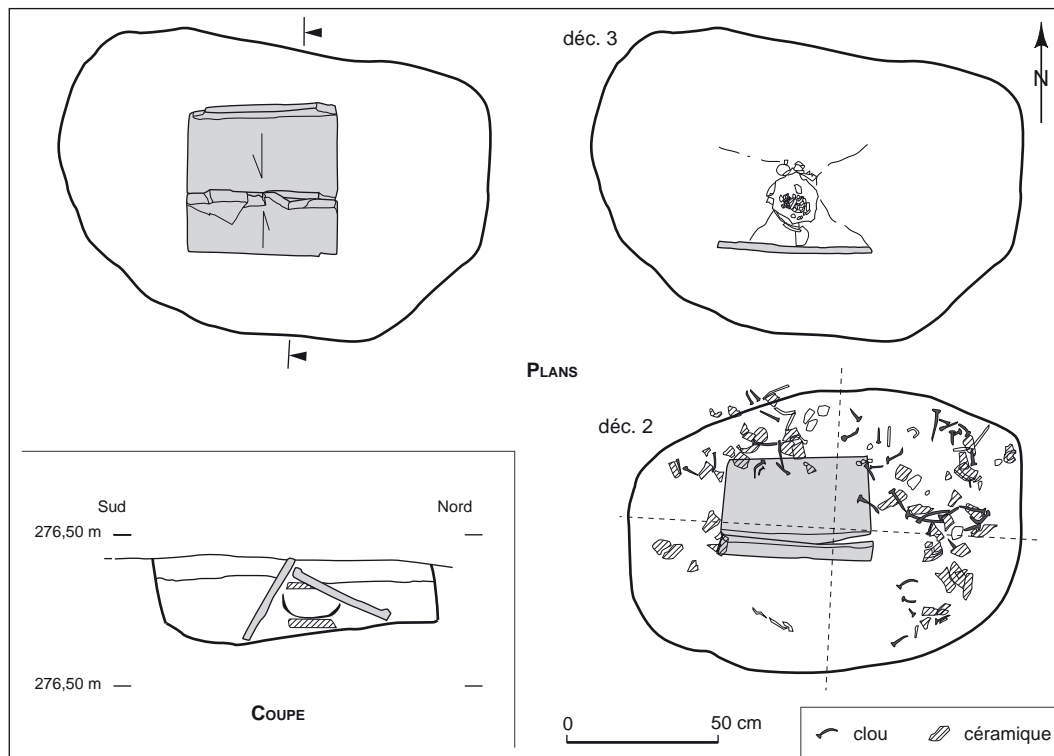 déc. 3
N
PLANS
déc. 2
Sud
Nord
276,50 m
276,50 m
COUPE
0
50 cm
clou
céramique